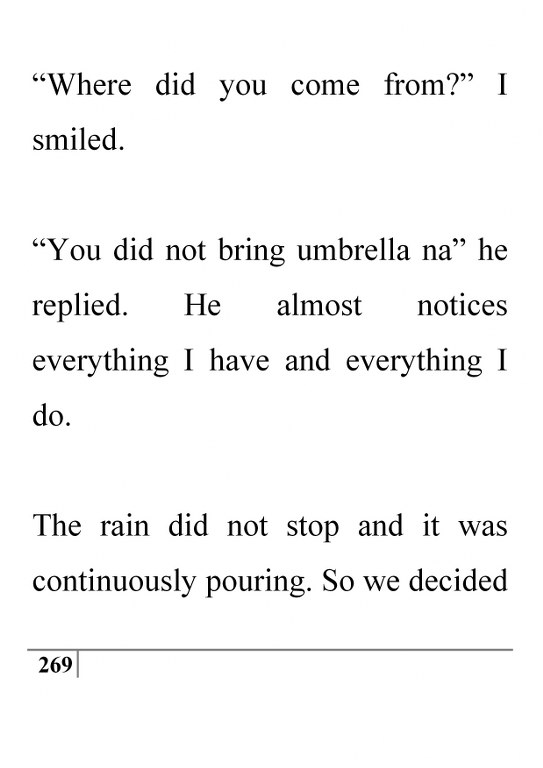 “Where did you come from?” I
smiled.
“You did not bring umbrella na” he
replied. He almost notices
everything I have and everything I
do.
The rain did not stop and it was
continuously pouring. So we decided
269